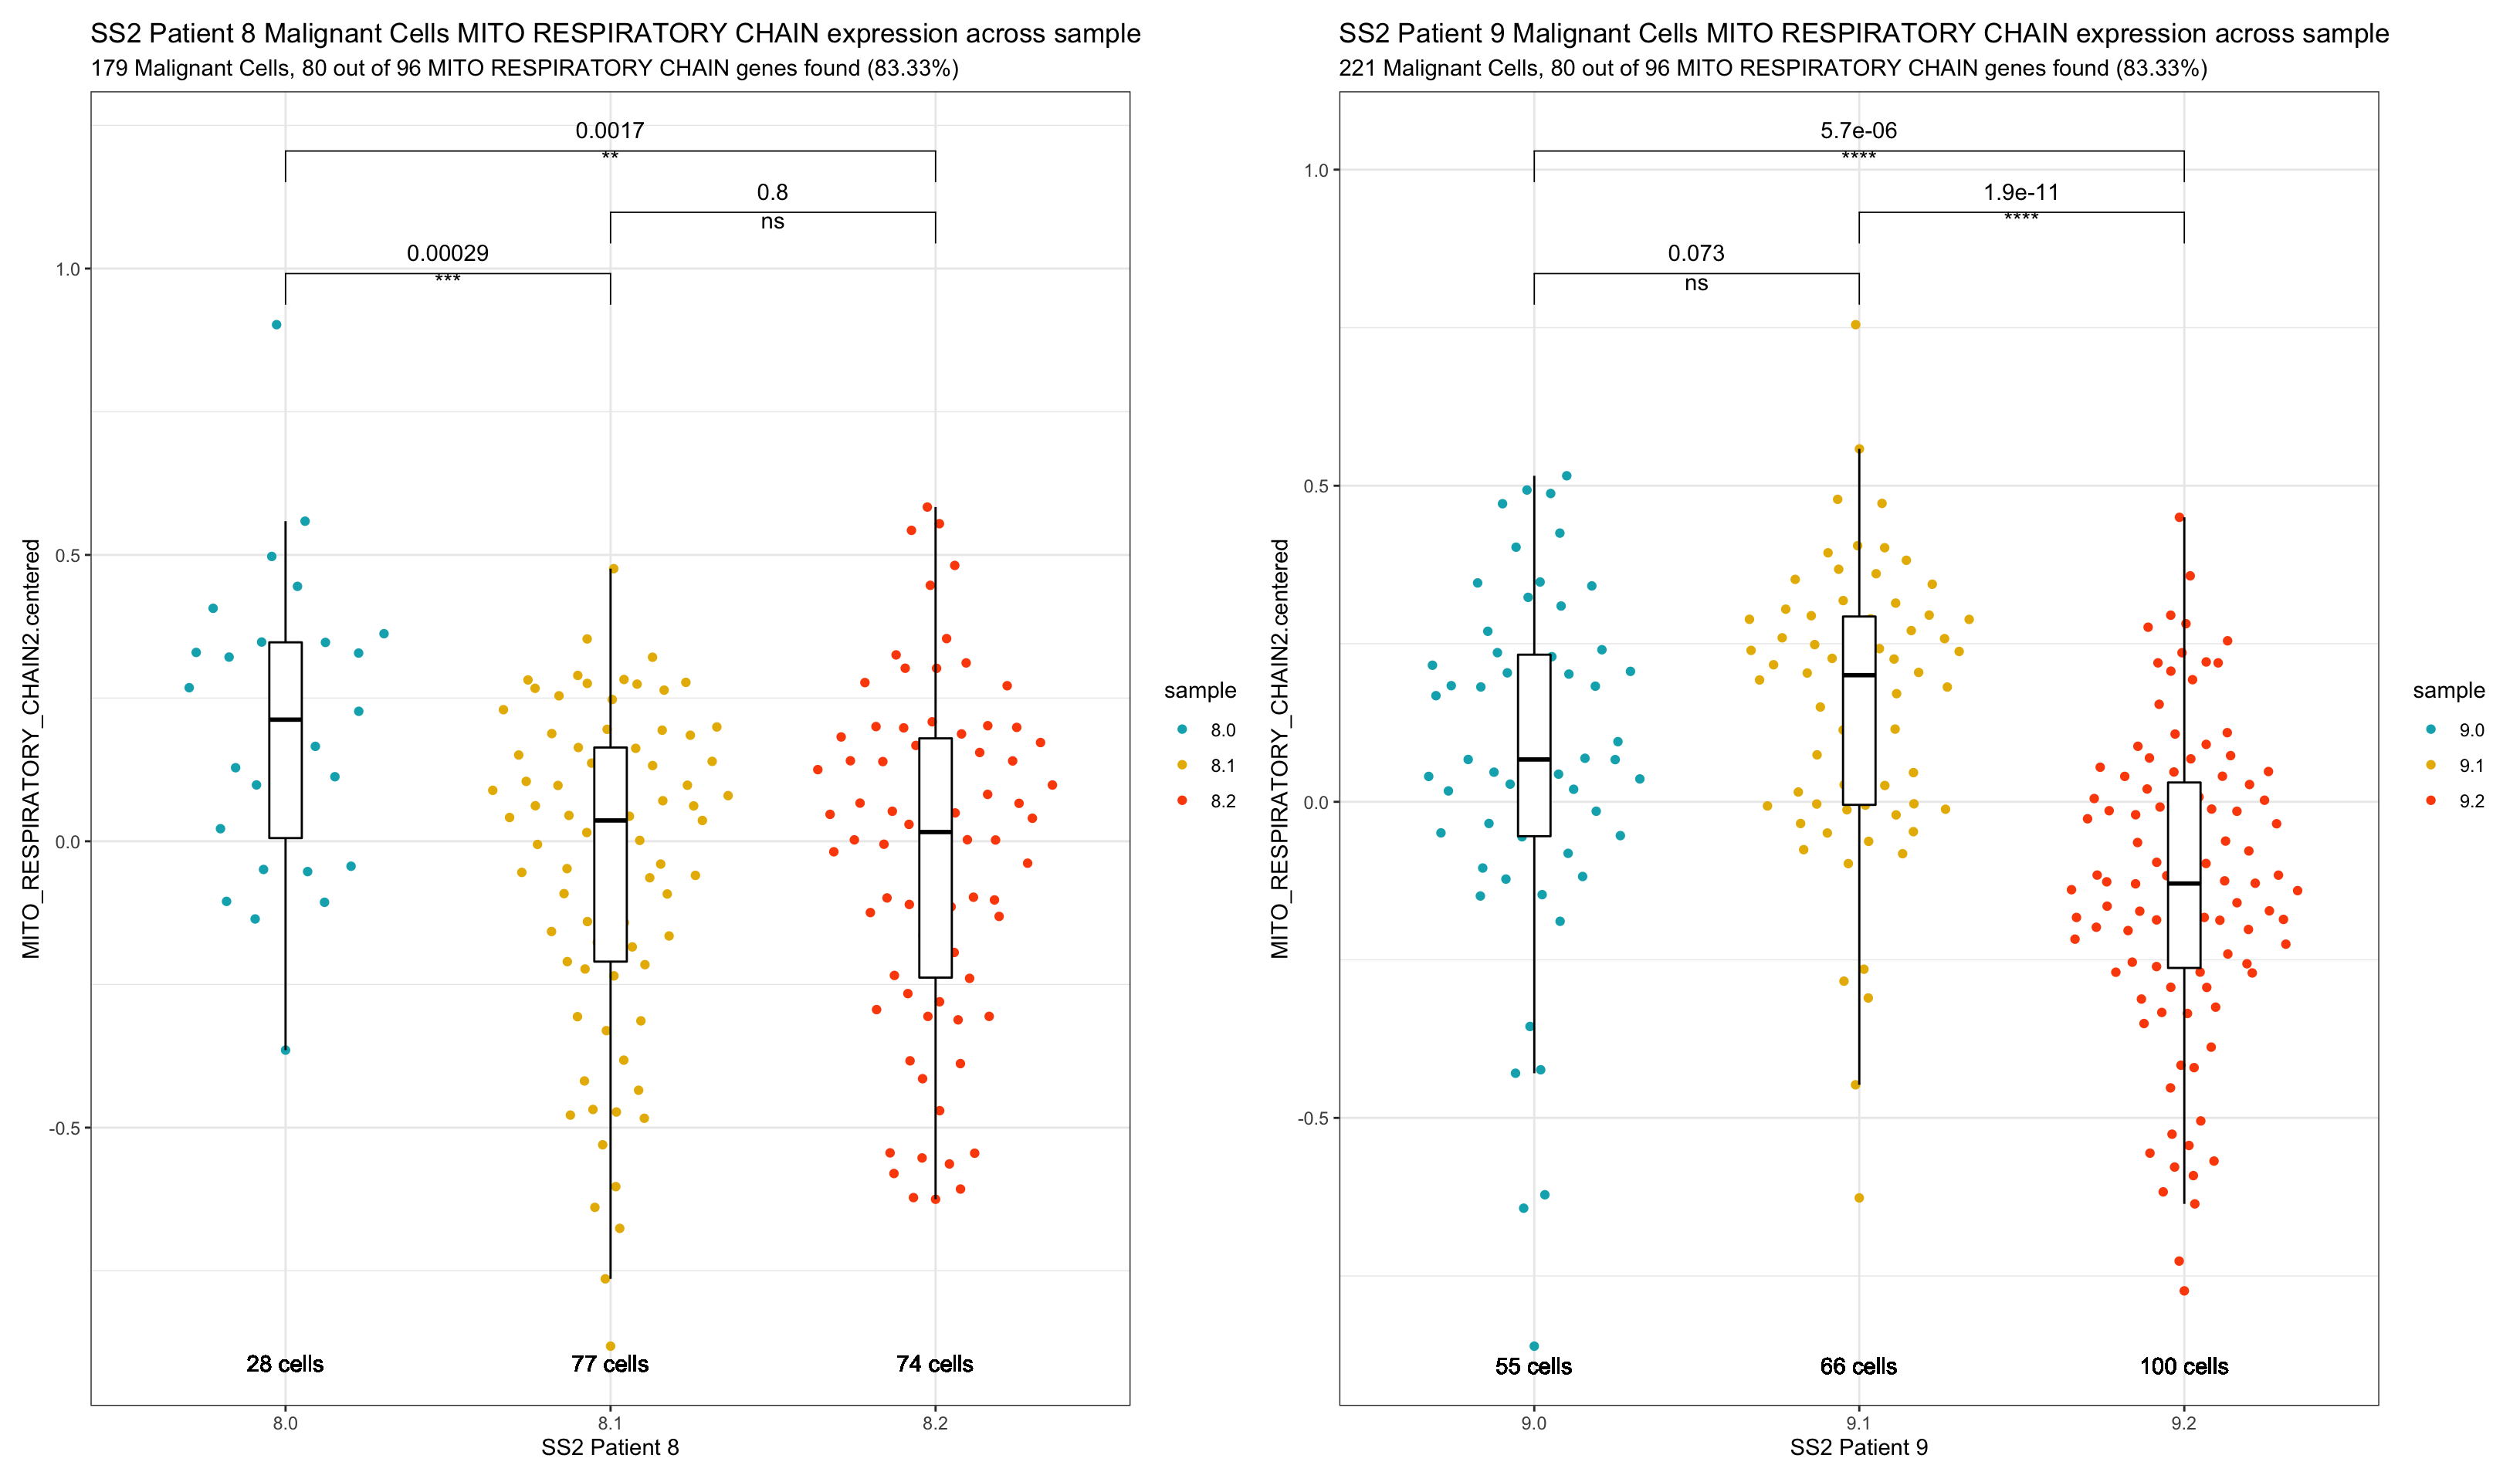 SS2 Patient 8 Malignant Cells MITO RESPIRATORY CHAIN expression across sample
179 Malignant Cells, 80 out of 96 MITO RESPIRATORY CHAIN genes found (83.33%)
0.0017
**
0.8
ns
0.00029
***
1.0
0.5
0.0
-0.5
MITO_RESPIRATORY_CHAIN2.centered
28 cells
77 cells
74 cells
8.0
8.1
8.2
SS2 Patient 8
sample
8.0
8.1
8.2
SS2 Patient 9 Malignant Cells MITO RESPIRATORY CHAIN expression across sample
221 Malignant Cells, 80 out of 96 MITO RESPIRATORY CHAIN genes found (83.33%)
5.7e-06
****
1.9e-11
****
0.073
ns
1.0
0.5
0.0
-0.5
MITO_RESPIRATORY_CHAIN2.centered
55 cells
66 cells
100 cells
9.0
9.1
9.2
SS2 Patient 9
sample
9.0
9.1
9.2